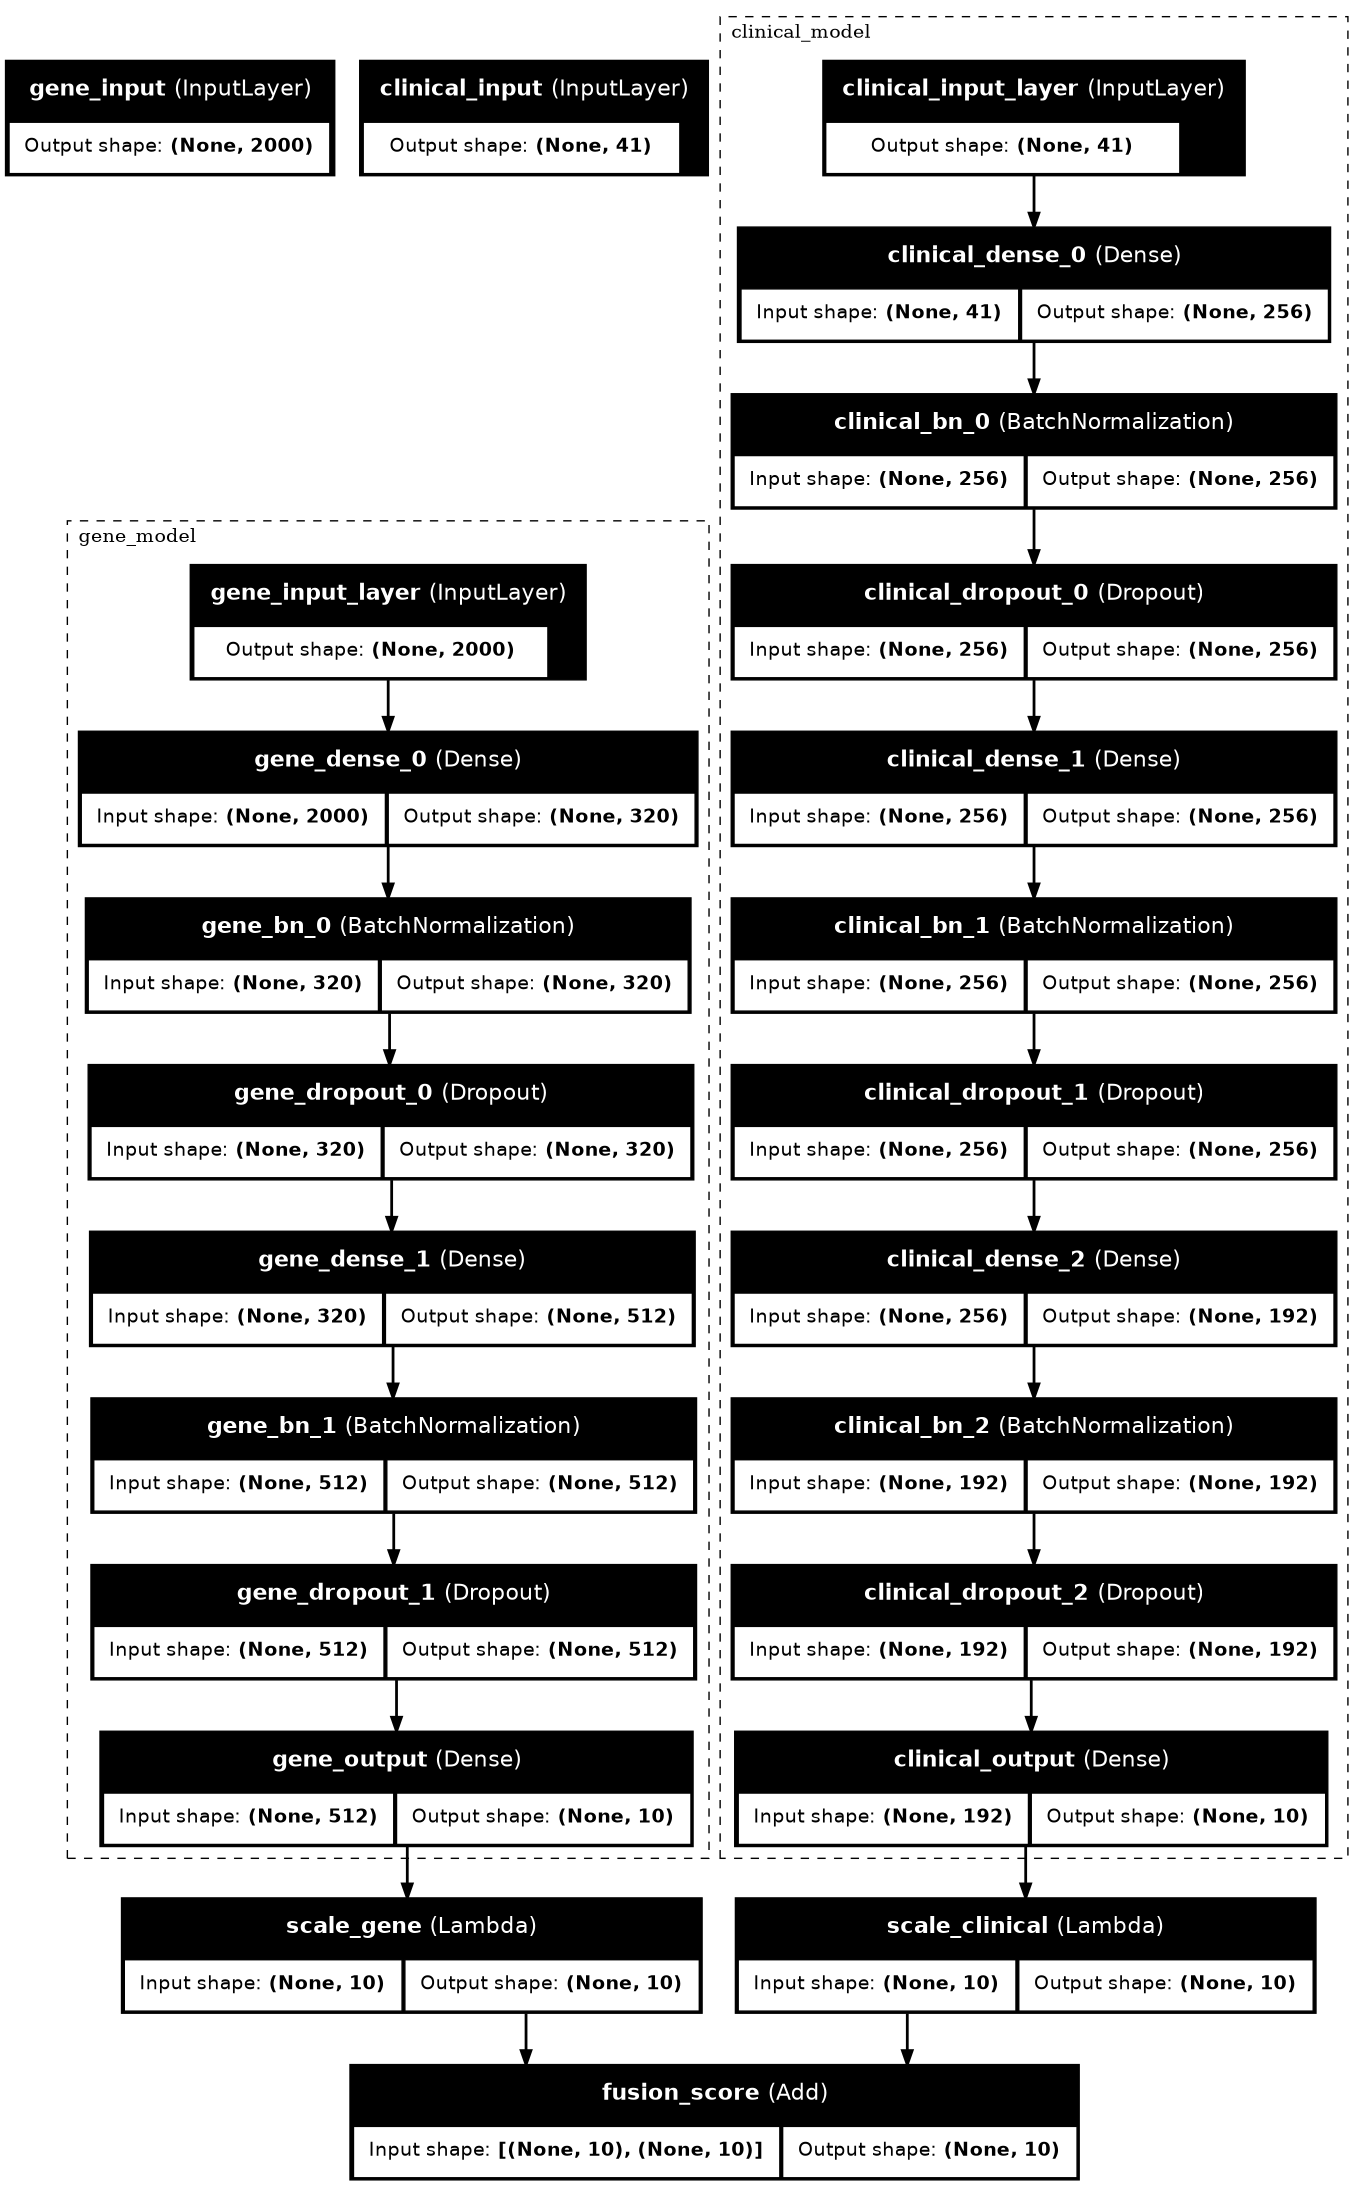 clinical_model
gene_input (InputLayer)
Output shape: (None, 2000)
clinical_input (InputLayer)
Output shape: (None, 41)
clinical_input_layer (InputLayer)
Output shape: (None, 41)
clinical_dense_0 (Dense)
Input shape: (None, 41) Output shape: (None, 256)
clinical_bn_0 (BatchNormalization)
Input shape: (None, 256) Output shape: (None, 256)
clinical_dropout_0 (Dropout)
Input shape: (None, 256) Output shape: (None, 256)
clinical_dense_1 (Dense)
Input shape: (None, 256) Output shape: (None, 256)
clinical_bn_1 (BatchNormalization)
Input shape: (None, 256) Output shape: (None, 256)
clinical_dropout_1 (Dropout)
Input shape: (None, 256) Output shape: (None, 256)
clinical_dense_2 (Dense)
Input shape: (None, 256) Output shape: (None, 192)
clinical_bn_2 (BatchNormalization)
Input shape: (None, 192) Output shape: (None, 192)
clinical_dropout_2 (Dropout)
Input shape: (None, 192) Output shape: (None, 192)
clinical_output (Dense)
Input shape: (None, 192) Output shape: (None, 10)
gene_model
gene_input_layer (InputLayer)
Output shape: (None, 2000)
gene_dense_0 (Dense)
Input shape: (None, 2000) Output shape: (None, 320)
gene_bn_0 (BatchNormalization)
Input shape: (None, 320) Output shape: (None, 320)
gene_dropout_0 (Dropout)
Input shape: (None, 320) Output shape: (None, 320)
gene_dense_1 (Dense)
Input shape: (None, 320) Output shape: (None, 512)
gene_bn_1 (BatchNormalization)
Input shape: (None, 512) Output shape: (None, 512)
gene_dropout_1 (Dropout)
Input shape: (None, 512) Output shape: (None, 512)
gene_output (Dense)
Input shape: (None, 512) Output shape: (None, 10)
scale_gene (Lambda)
Input shape: (None, 10) Output shape: (None, 10)
scale_clinical (Lambda)
Input shape: (None, 10) Output shape: (None, 10)
fusion_score (Add)
Input shape: [(None, 10), (None, 10)] Output shape: (None, 10)